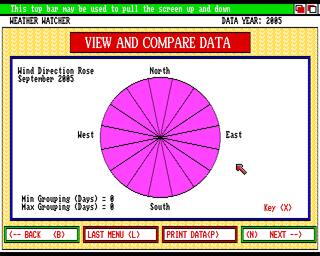 This top bar may be used to pull the screen up and down
WEATHER WATCHER DATA YEAR: 2005
VIEW AND COMPARE DATA
Wind Direction Rose
September 2005
North
West
East
South
Min Grouping (Days) = 0
Max Grouping (Days) = 0
Key (X)
<-- BACK (B) LAST MENU (L) PRINT DATA(P) (N) NEXT -->